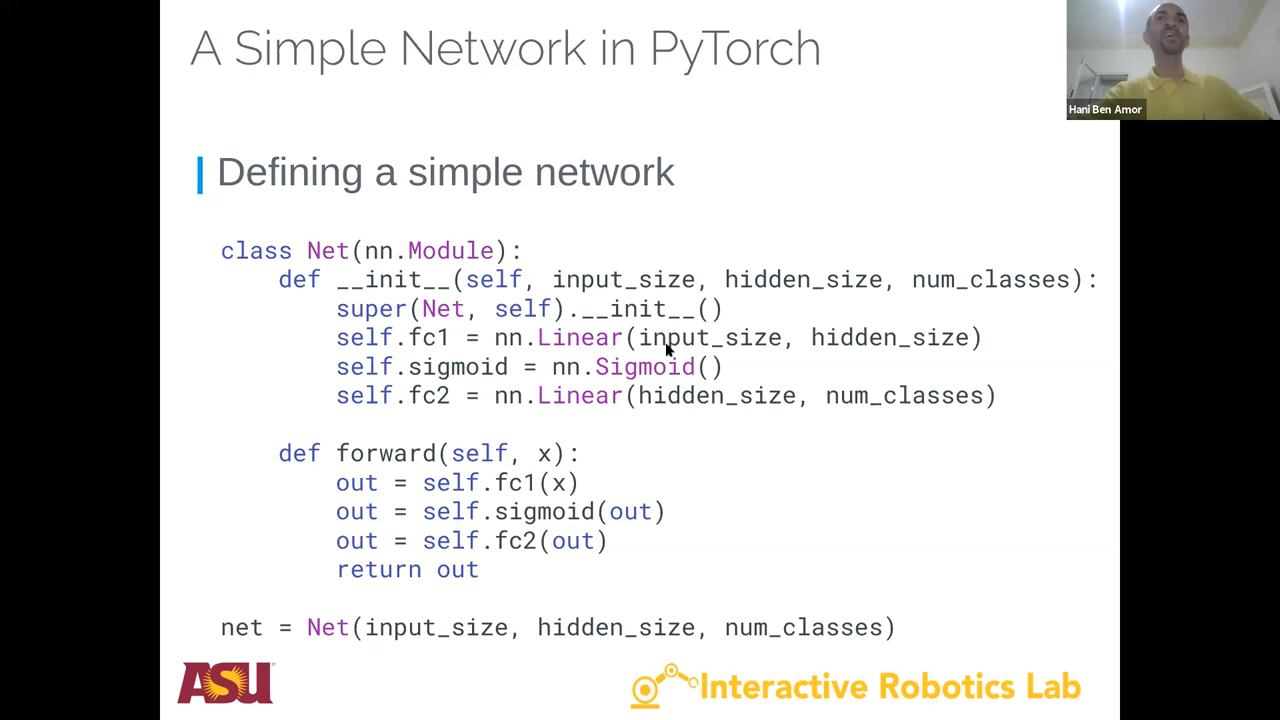 A Simple Network in PyTorch
Hani Ben Amor
Defining a simple network
class Net(nn.Module):
    def __init__(self, input_size, hidden_size, num_classes):
        super(Net, self).__init__()
        self.fc1 = nn.Linear(input_size, hidden_size)
        self.sigmoid = nn.Sigmoid()
        self.fc2 = nn.Linear(hidden_size, num_classes)
    def forward(self, x):
        out = self.fc1(x)
        out = self.sigmoid(out)
        out = self.fc2(out)
        return out
net = Net(input_size, hidden_size, num_classes)
ASU
Interactive Robotics Lab